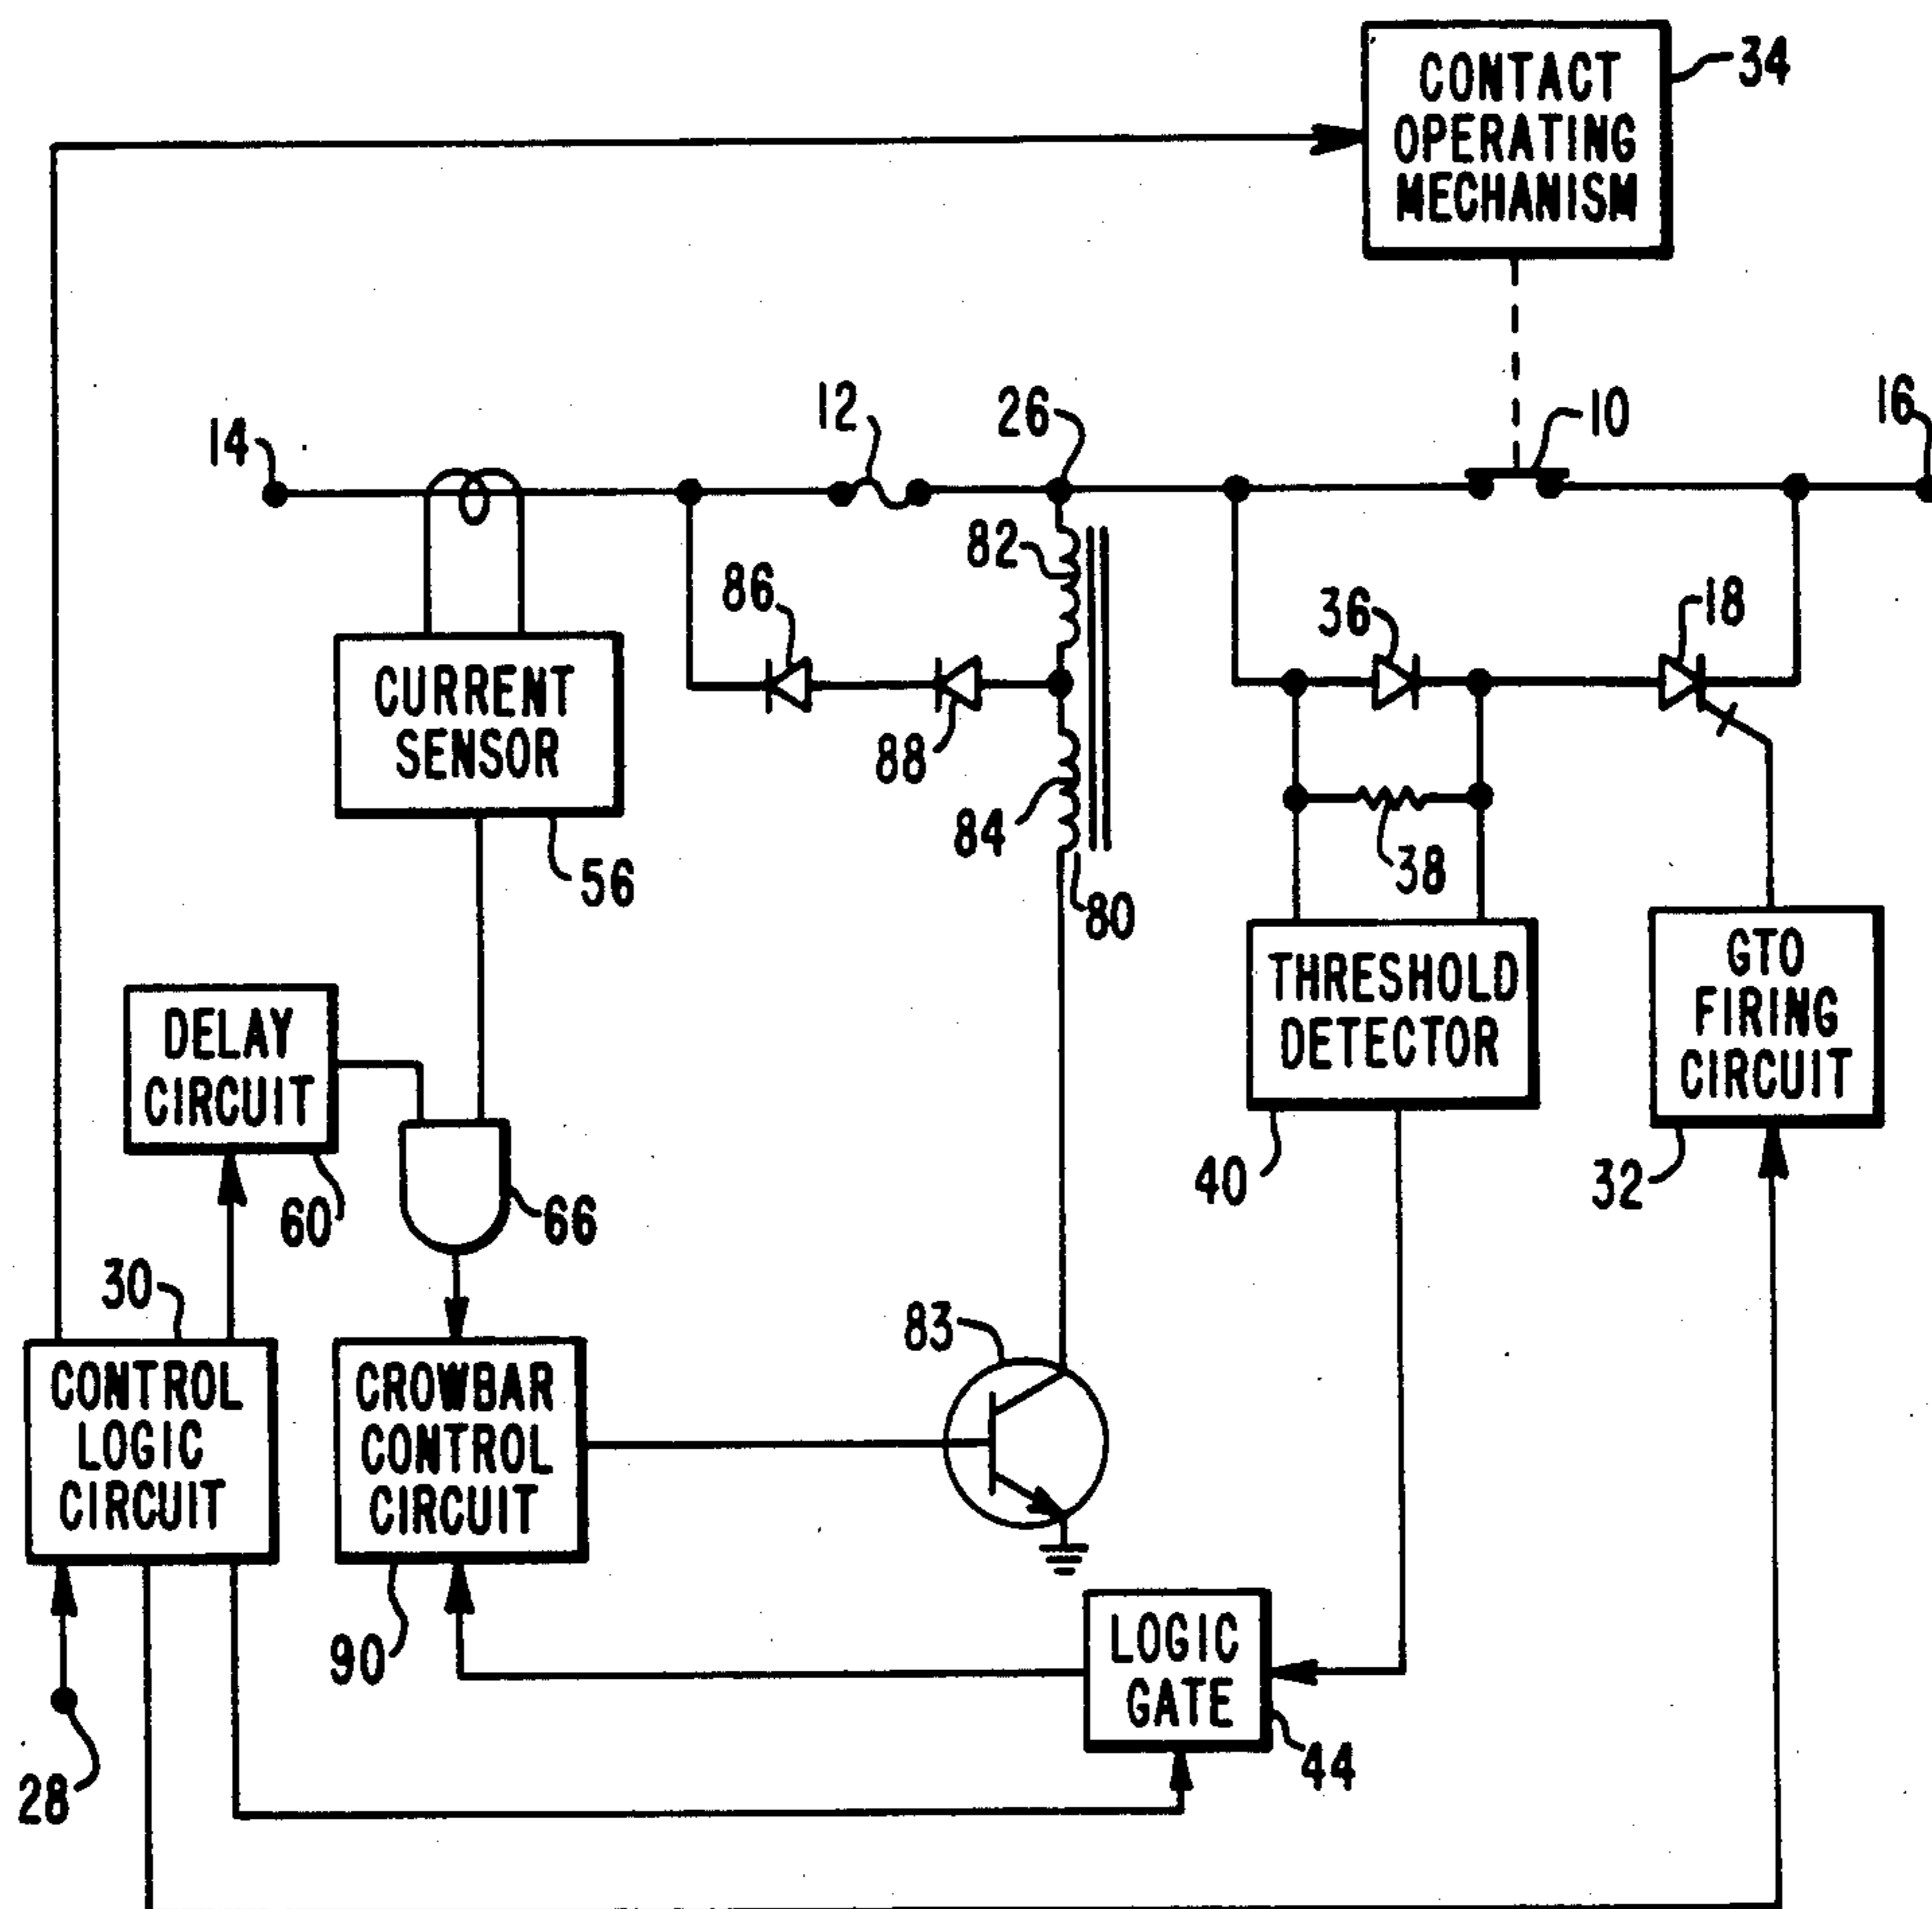 CONTACT
OPERATING
MECHANISM
34
14
12
26
10
16
82
86
36
18
CURRENT
SENSOR
88
84
38
56
80
DELAY
CIRCUIT
THRESHOLD
DETECTOR
GTO
FIRING
CIRCUIT
60
66
40
32
30
83
CONTROL
LOGIC
CIRCUIT
CROWBAR
CONTROL
CIRCUIT
90
LOGIC
GATE
28
44